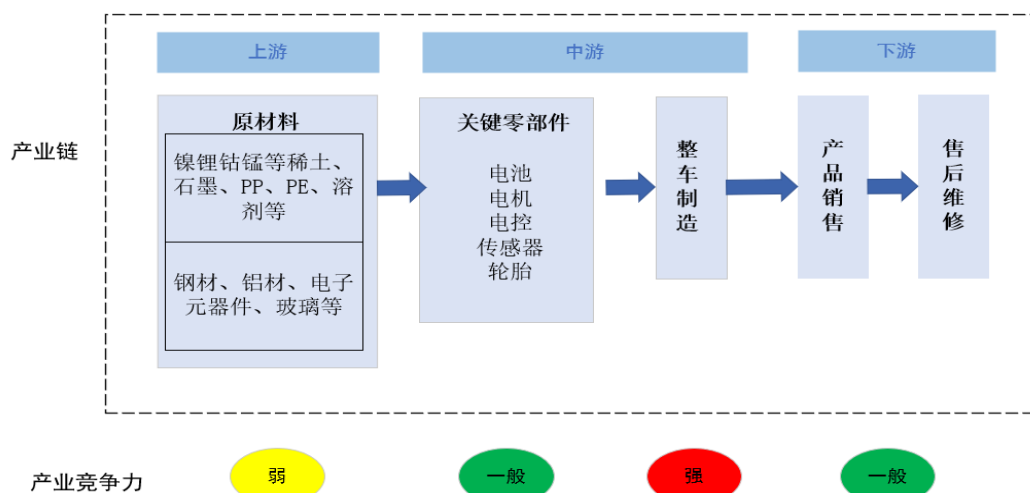 上游
中游
下游
产业链
原材料
镍锂钴锰等稀土、
石墨、PP、PE、溶
剂等
钢材、铝材、电子
元器件、玻璃等
关键零部件
电池
电机
电控
传感器
轮胎
整车制造
产品销售
售后维修
产业竞争力
弱
一般
强
一般